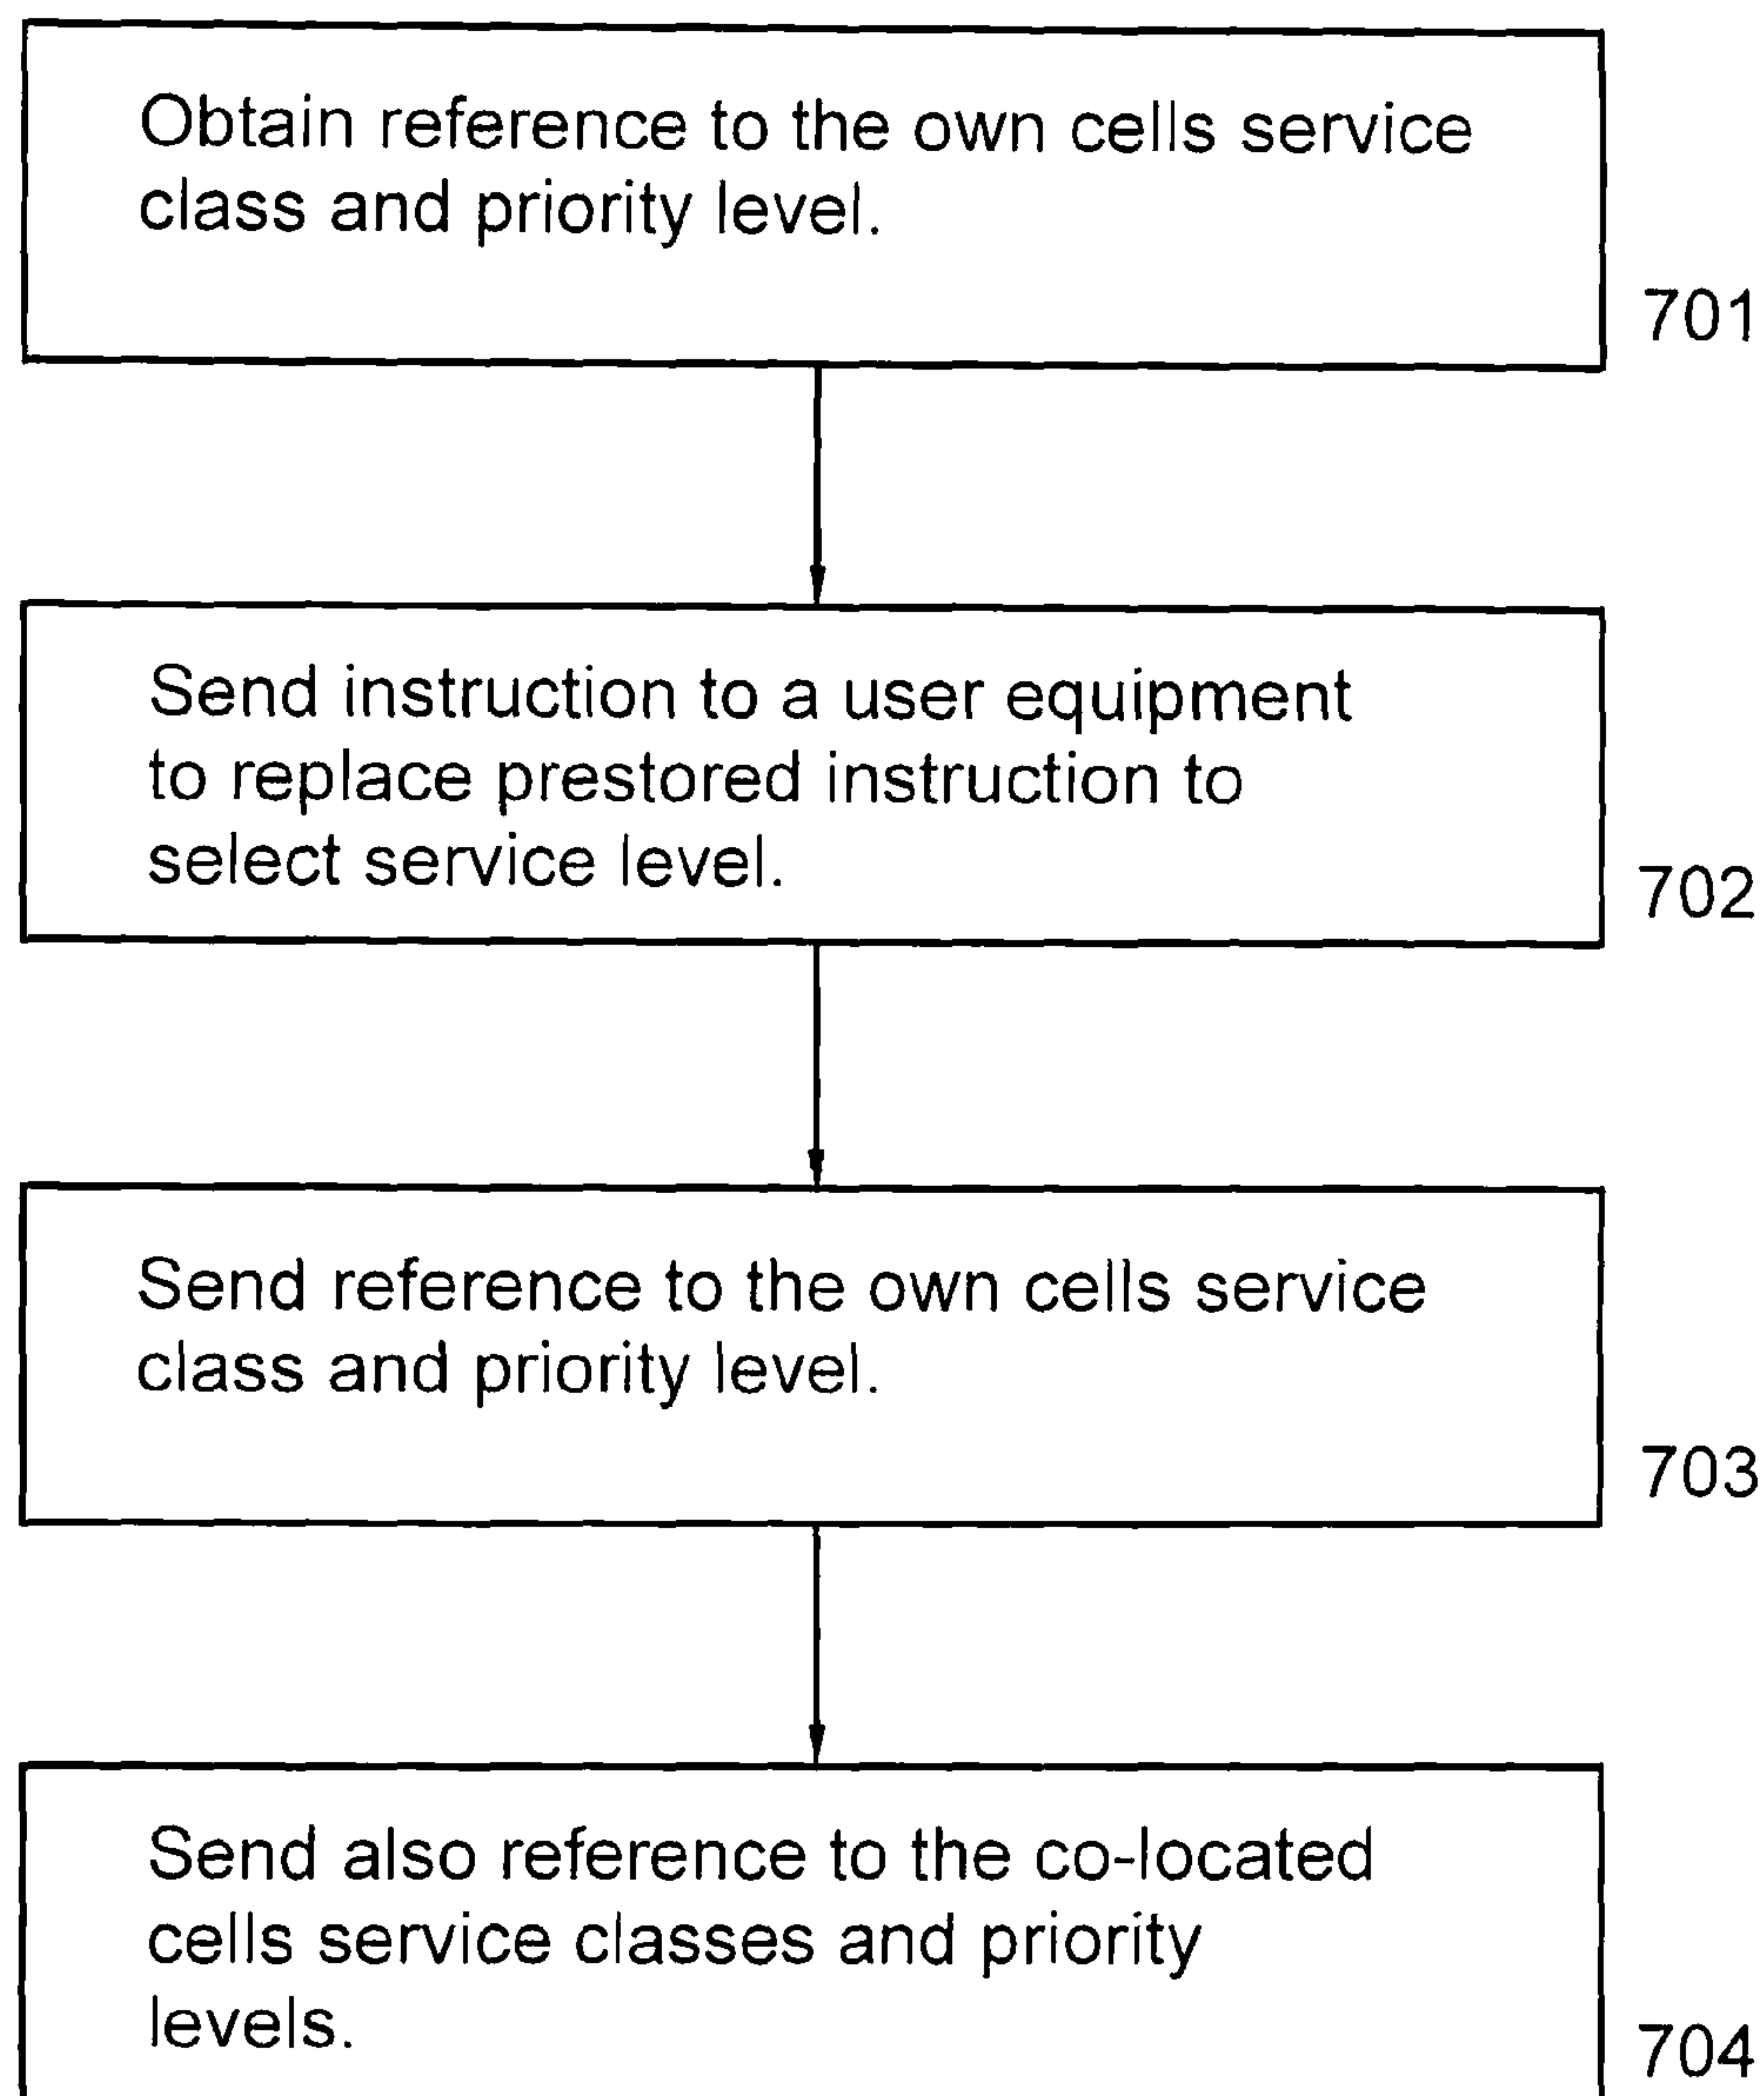 Obtain reference to the own cells service
class and priority level.
701
Send instruction to a user equipment
to replace prestored instruction to
select service level.
702
Send reference to the own cells service
class and priority level.
703
Send also reference to the co-located
cells service classes and priority
levels.
704